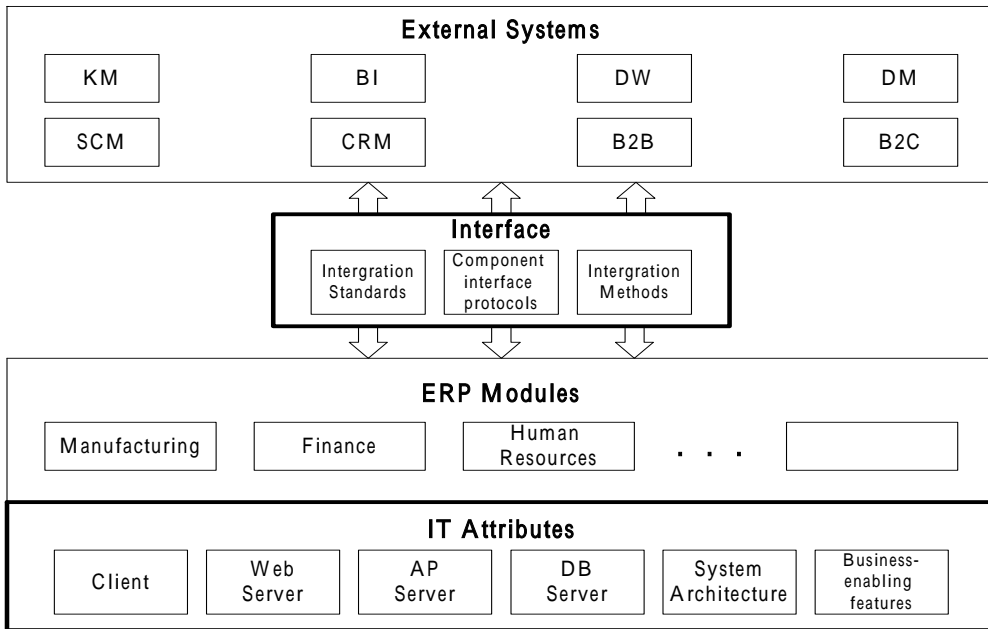 External Systems
KM
BI
DW
DM
SCM
CRM
B2B
B2C
Interface
Intergration
Standards
Component
interface
protocols
Intergration
Methods
ERP Modules
Manufacturing
Finance
Human
Resources
. . .
IT Attributes
Client
Web
Server
AP
Server
DB
Server
System
Architecture
Business-
enabling
features